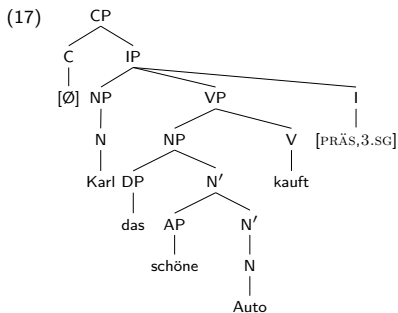 (17) CP
C IP
[Ø] NP VP I
N NP V [PRÄS,3.SG]
Karl DP N′ kauft
das AP N′
schöne N
Auto